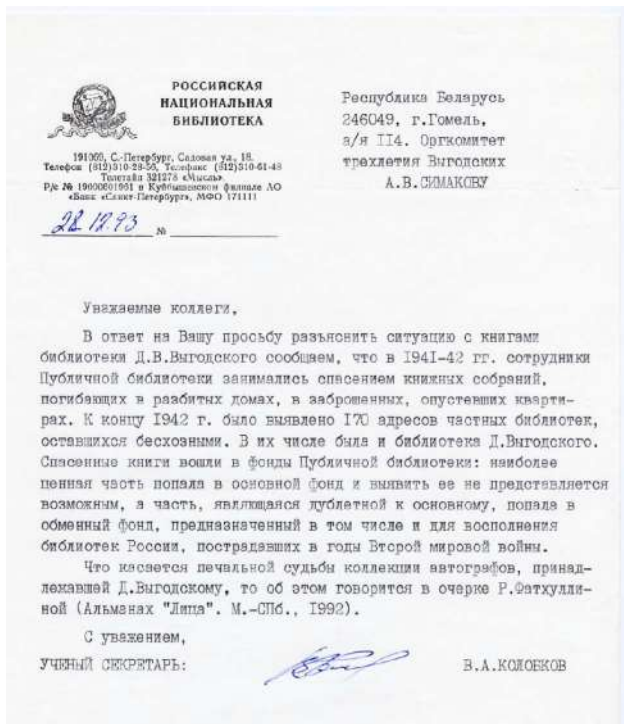 РОССИЙСКАЯ
НАЦИОНАЛЬНАЯ
БИБЛИОТЕКА
191069, С.-Петербург, Садовая ул., 18.
Телефон (812)310-28-56, Телефакс (812)310-61-48
Телетайп 321278 «Мысль»
Р/с № 19000601061 в Куйбышевском филиале АО
«Банк «Санкт-Петербург», МФО 171111
28.12.93 №
Республика Беларусь
246049, г.Гомель,
а/я II4. Оргкомитет
трехлетия Выгодских
А.В.СИМАКОВУ
Уважаемые коллеги,
В ответ на Вашу просьбу разъяснить ситуацию с книгами
библиотеки Д.В.Выгодского сообщаем, что в I94I-42 гг. сотрудники
Публичной библиотеки занимались спасением книжных собраний,
погибающих в разбитых домах, в заброшенных, опустевших кварти-
рах. К концу I942 г. было выявлено I70 адресов частных библиотек,
оставшихся бесхозными. В их числе была и библиотека Д.Выгодского.
Спасенные книги вошли в фонды Публичной библиотеки: наиболее
ценная часть попала в основной фонд и выявить ее не представляется
возможным, а часть, являющаяся дублетной к основному, попала в
обменный фонд, предназначенный в том числе и для восполнения
библиотек России, пострадавших в годы Второй мировой войны.
Что касается печальной судьбы коллекции автографов, принад-
лежавшей Д.Выгодскому, то об этом говорится в очерке Р.Фатхулли-
ной (Альманах "Лица". М.-СПб., I992).
С уважением,
УЧЕНЫЙ СЕКРЕТАРЬ: В.А.КОЛОБКОВ